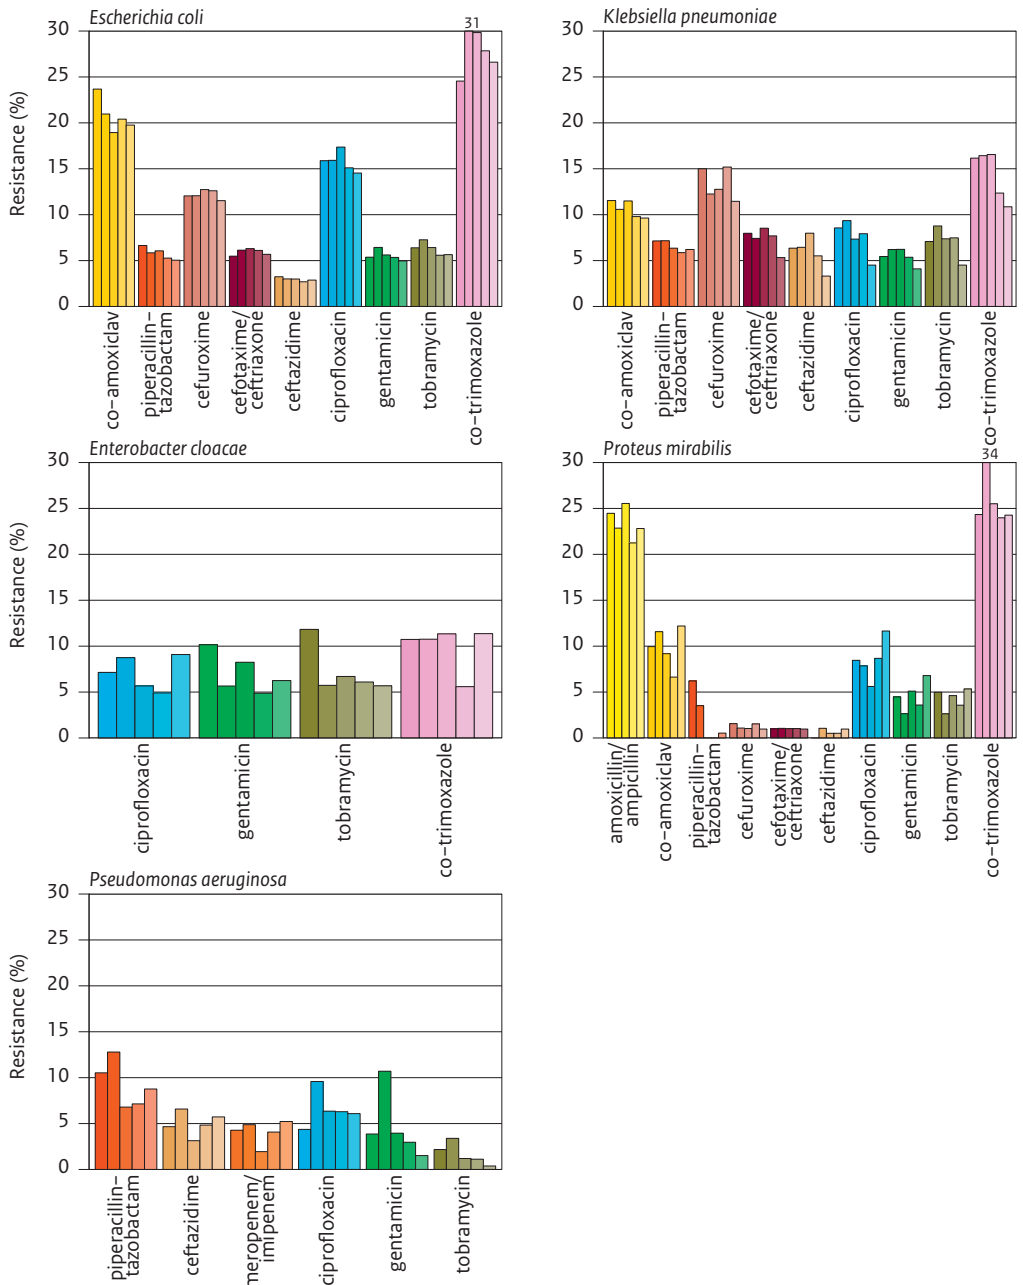 Escherichia coli
31
Resistance (%)
30
25
20
15
10
5
0
co-amoxiclav
piperacillin-
tazobactam
cefuroxime
cefotaxime/
ceftriaxone
ceftazidime
ciprofloxacin
gentamicin
tobramycin
co-trimoxazole
Klebsiella pneumoniae
30
25
20
15
10
5
0
co-amoxiclav
piperacillin-
tazobactam
cefuroxime
cefotaxime/
ceftriaxone
ceftazidime
ciprofloxacin
gentamicin
tobramycin
co-trimoxazole
Enterobacter cloacae
Resistance (%)
30
25
20
15
10
5
0
ciprofloxacin
gentamicin
tobramycin
co-trimoxazole
Proteus mirabilis
34
30
25
20
15
10
5
0
amoxicillin/
ampicillin
co-amoxiclav
piperacillin-
tazobactam
cefuroxime
cefotaxime/
ceftriaxone
ceftazidime
ciprofloxacin
gentamicin
tobramycin
co-trimoxazole
Pseudomonas aeruginosa
Resistance (%)
30
25
20
15
10
5
0
piperacillin-
tazobactam
ceftazidime
meropenem/
imipenem
ciprofloxacin
gentamicin
tobramycin